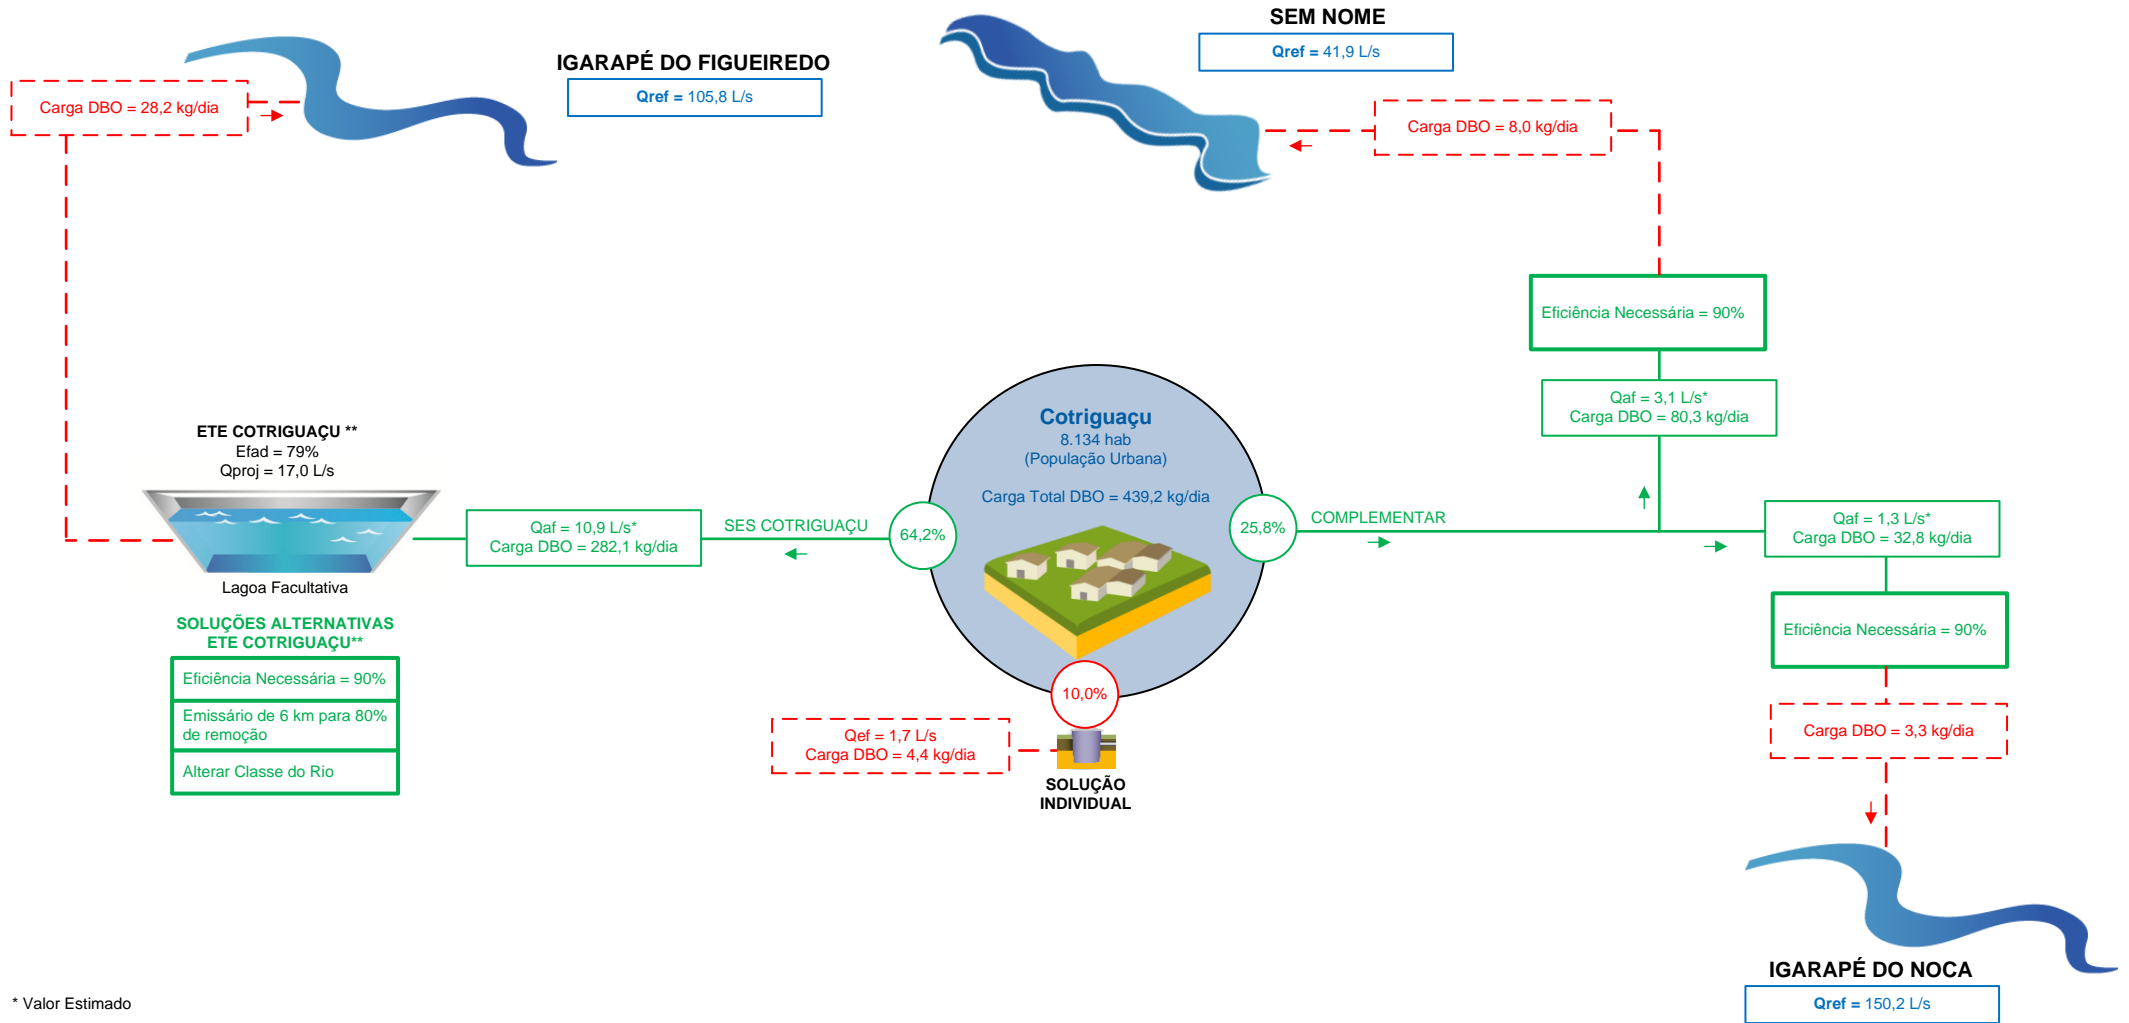 SEM NOME
Qref = 41,9 L/s
IGARAPÉ DO FIGUEIREDO
Qref = 105,8 L/s
Carga DBO = 28,2 kg/dia
Carga DBO = 8,0 kg/dia
Eficiência Necessária = 90%
Qaf = 3,1 L/s*
Carga DBO = 80,3 kg/dia
ETE COTRIGUAÇU **
Efad = 79%
Qproj = 17,0 L/s
Lagoa Facultativa
Qaf = 10,9 L/s*
Carga DBO = 282,1 kg/dia
SES COTRIGUAÇU
64,2%
Cotriguaçu
8.134 hab
(População Urbana)
Carga Total DBO = 439,2 kg/dia
25,8%
COMPLEMENTAR
Qaf = 1,3 L/s*
Carga DBO = 32,8 kg/dia
Eficiência Necessária = 90%
SOLUÇÕES ALTERNATIVAS
ETE COTRIGUAÇU**
Eficiência Necessária = 90%
Emissário de 6 km para 80%
de remoção
Alterar Classe do Rio
10,0%
Qef = 1,7 L/s
Carga DBO = 4,4 kg/dia
SOLUÇÃO
INDIVIDUAL
Carga DBO = 3,3 kg/dia
IGARAPÉ DO NOCA
Qref = 150,2 L/s
* Valor Estimado